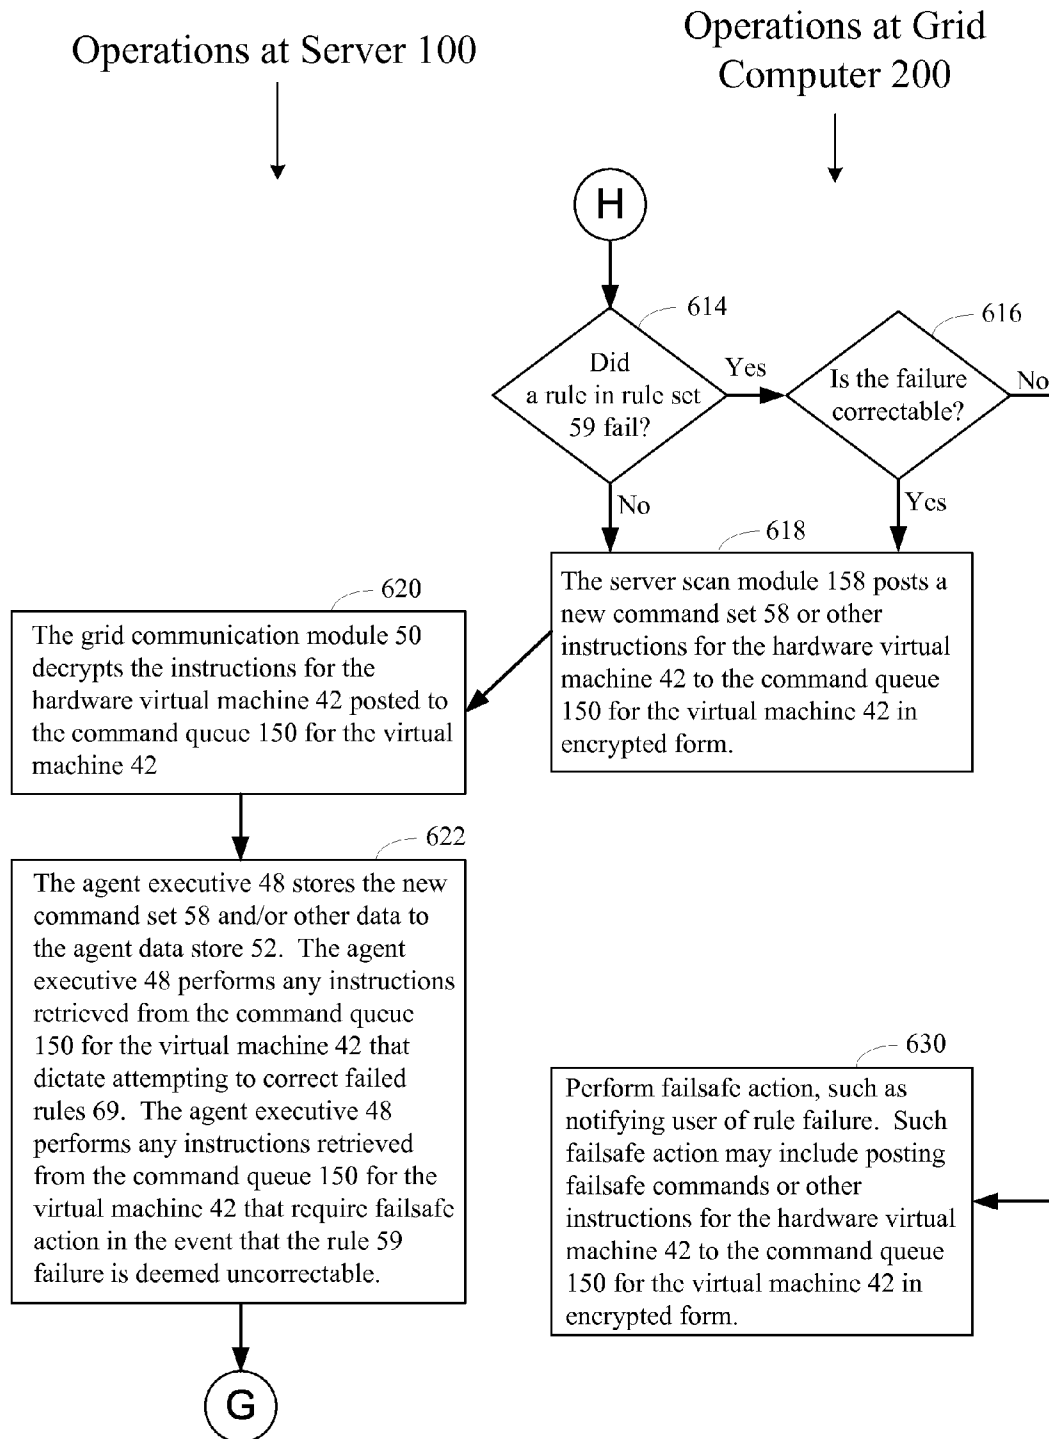 Operations at Server 100
Operations at Grid
Computer 200
H
614
Did
a rule in rule set
59 fail?
Yes
616
Is the failure
correctable?
No
No
Yes
618
The server scan module 158 posts a
new command set 58 or other
instructions for the hardware virtual
machine 42 to the command queue
150 for the virtual machine 42 in
encrypted form.
620
The grid communication module 50
decrypts the instructions for the
hardware virtual machine 42 posted to
the command queue 150 for the virtual
machine 42
622
The agent executive 48 stores the new
command set 58 and/or other data to
the agent data store 52.  The agent
executive 48 performs any instructions
retrieved from the command queue
150 for the virtual machine 42 that
dictate attempting to correct failed
rules 69.  The agent executive 48
performs any instructions retrieved
from the command queue 150 for the
virtual machine 42 that require failsafe
action in the event that the rule 59
failure is deemed uncorrectable.
630
Perform failsafe action, such as
notifying user of rule failure.  Such
failsafe action may include posting
failsafe commands or other
instructions for the hardware virtual
machine 42 to the command queue
150 for the virtual machine 42 in
encrypted form.
G